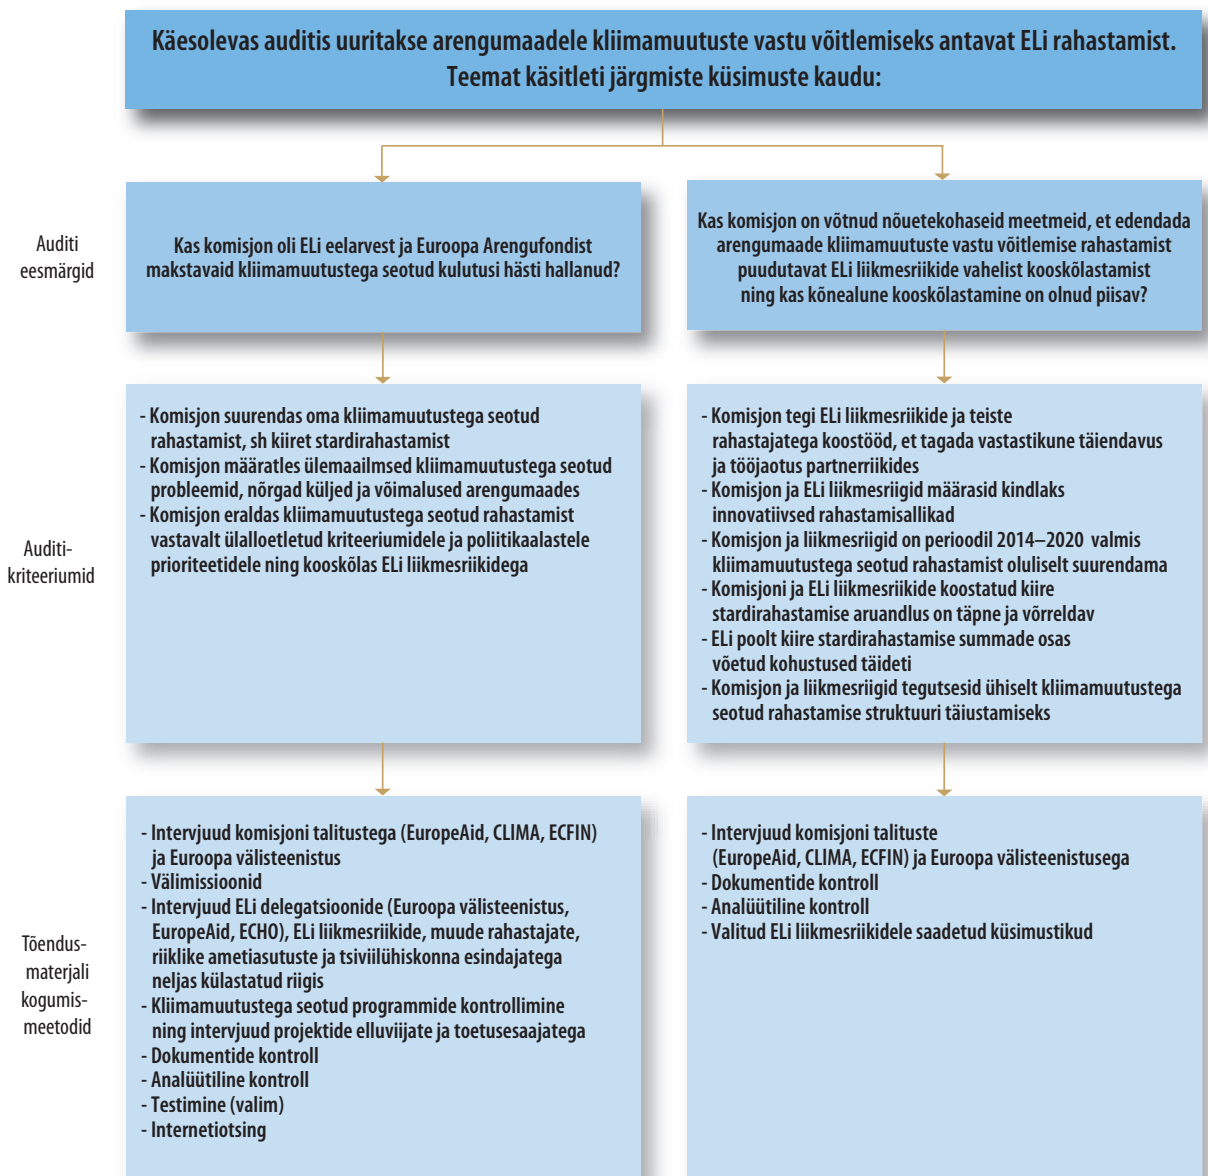 Käesolevas auditis uuritakse arengumaadele kliimamuutuste vastu võitlemiseks antavat ELi rahastamist.
Teemat käsitleti järgmiste küsimuste kaudu:
Auditi
eesmärgid
Kas komisjon oli ELi eelarvest ja Euroopa Arengufondist
makstavaid kliimamuutustega seotud kulutusi hästi hallanud?
Kas komisjon on võtnud nõuetekohaseid meetmeid, et edendada
arengumaade kliimamuutuste vastu võitlemise rahastamist
puudutavat ELi liikmesriikide vahelist kooskõlastamist
ning kas kõnealune kooskõlastamine on olnud piisav?
Auditi-
kriteeriumid
- Komisjon suurendas oma kliimamuutustega seotud
rahastamist, sh kiiret stardirahastamist
- Komisjon määratles ülemaailmsed kliimamuutustega seotud
probleemid, nõrgad küljed ja võimalused arengumaades
- Komisjon eraldas kliimamuutustega seotud rahastamist
vastavalt ülalloetletud kriteeriumidele ja poliitikaalastele
prioriteetidele ning kooskõlas ELi liikmesriikidega
- Komisjon tegi ELi liikmesriikide ja teiste
rahastajatega koostööd, et tagada vastastikune täiendavus
ja tööjaotus partnerriikides
- Komisjon ja ELi liikmesriigid määrasid kindlaks
innovatiivsed rahastamisallikad
- Komisjon ja liikmesriigid on perioodil 2014–2020 valmis
kliimamuutustega seotud rahastamist oluliselt suurendama
- Komisjoni ja ELi liikmesriikide koostatud kiire
stardirahastamise aruandlus on täpne ja võrreldav
- ELi poolt kiire stardirahastamise summade osas
võetud kohustused täideti
- Komisjon ja liikmesriigid tegutsesid ühiselt kliimamuutustega
seotud rahastamise struktuuri täiustamiseks
Tõendus-
materjali
kogumis-
meetodid
- Intervjuud komisjoni talitustega (EuropeAid, CLIMA, ECFIN)
ja Euroopa välisteenistus
- Välimissioonid
- Intervjuud ELi delegatsioonide (Euroopa välisteenistus,
EuropeAid, ECHO), ELi liikmesriikide, muude rahastajate,
riiklike ametiasutuste ja tsiviilühiskonna esindajatega
neljas külastatud riigis
- Kliimamuutustega seotud programmide kontrollimine
ning intervjuud projektide elluviijate ja toetusesaajatega
- Dokumentide kontroll
- Analüütiline kontroll
- Testimine (valim)
- Internetiotsing
- Intervjuud komisjoni talituste
(EuropeAid, CLIMA, ECFIN) ja Euroopa välisteenistusega
- Dokumentide kontroll
- Analüütiline kontroll
- Valitud ELi liikmesriikidele saadetud küsimustikud